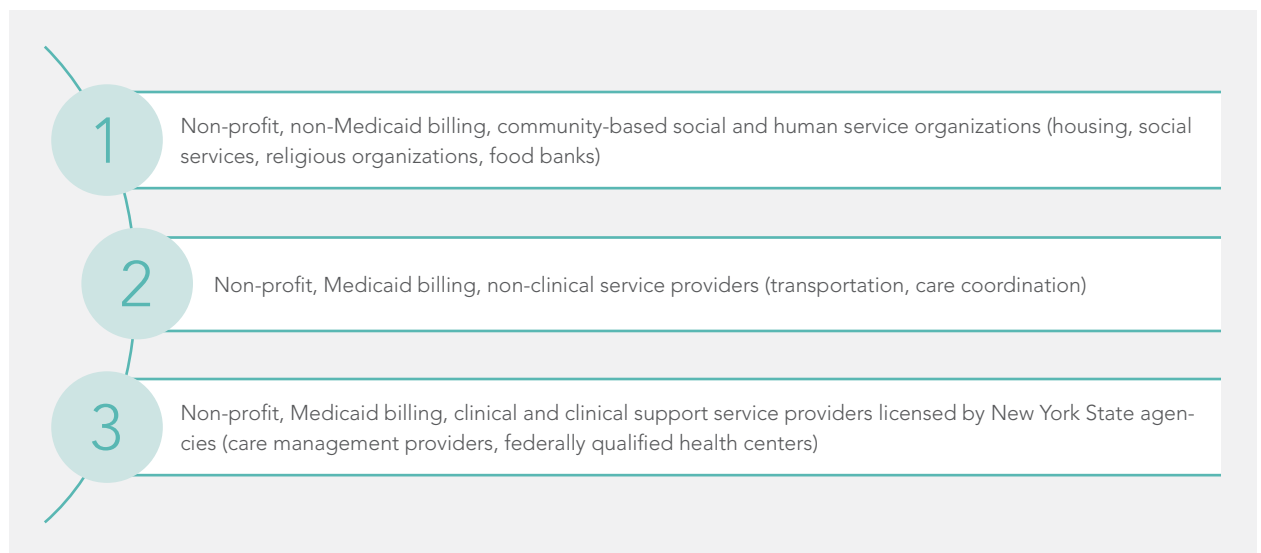 1
Non-profit, non-Medicaid billing, community-based social and human service organizations (housing, social
services, religious organizations, food banks)
2
Non-profit, Medicaid billing, non-clinical service providers (transportation, care coordination)
3
Non-profit, Medicaid billing, clinical and clinical support service providers licensed by New York State agen-
cies (care management providers, federally qualified health centers)